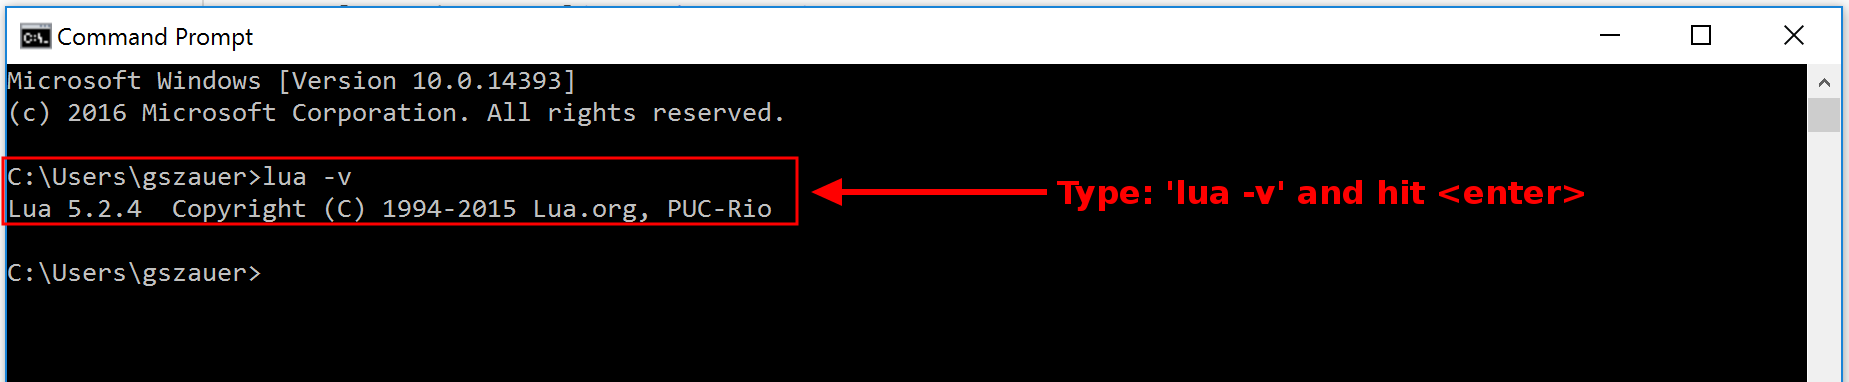 Command Prompt
Microsoft Windows [Version 10.0.14393]
(c) 2016 Microsoft Corporation. All rights reserved.
C:\Users\gszauer>lua -v
Lua 5.2.4  Copyright (C) 1994-2015 Lua.org, PUC-Rio
Type: 'lua -v' and hit <enter>
C:\Users\gszauer>